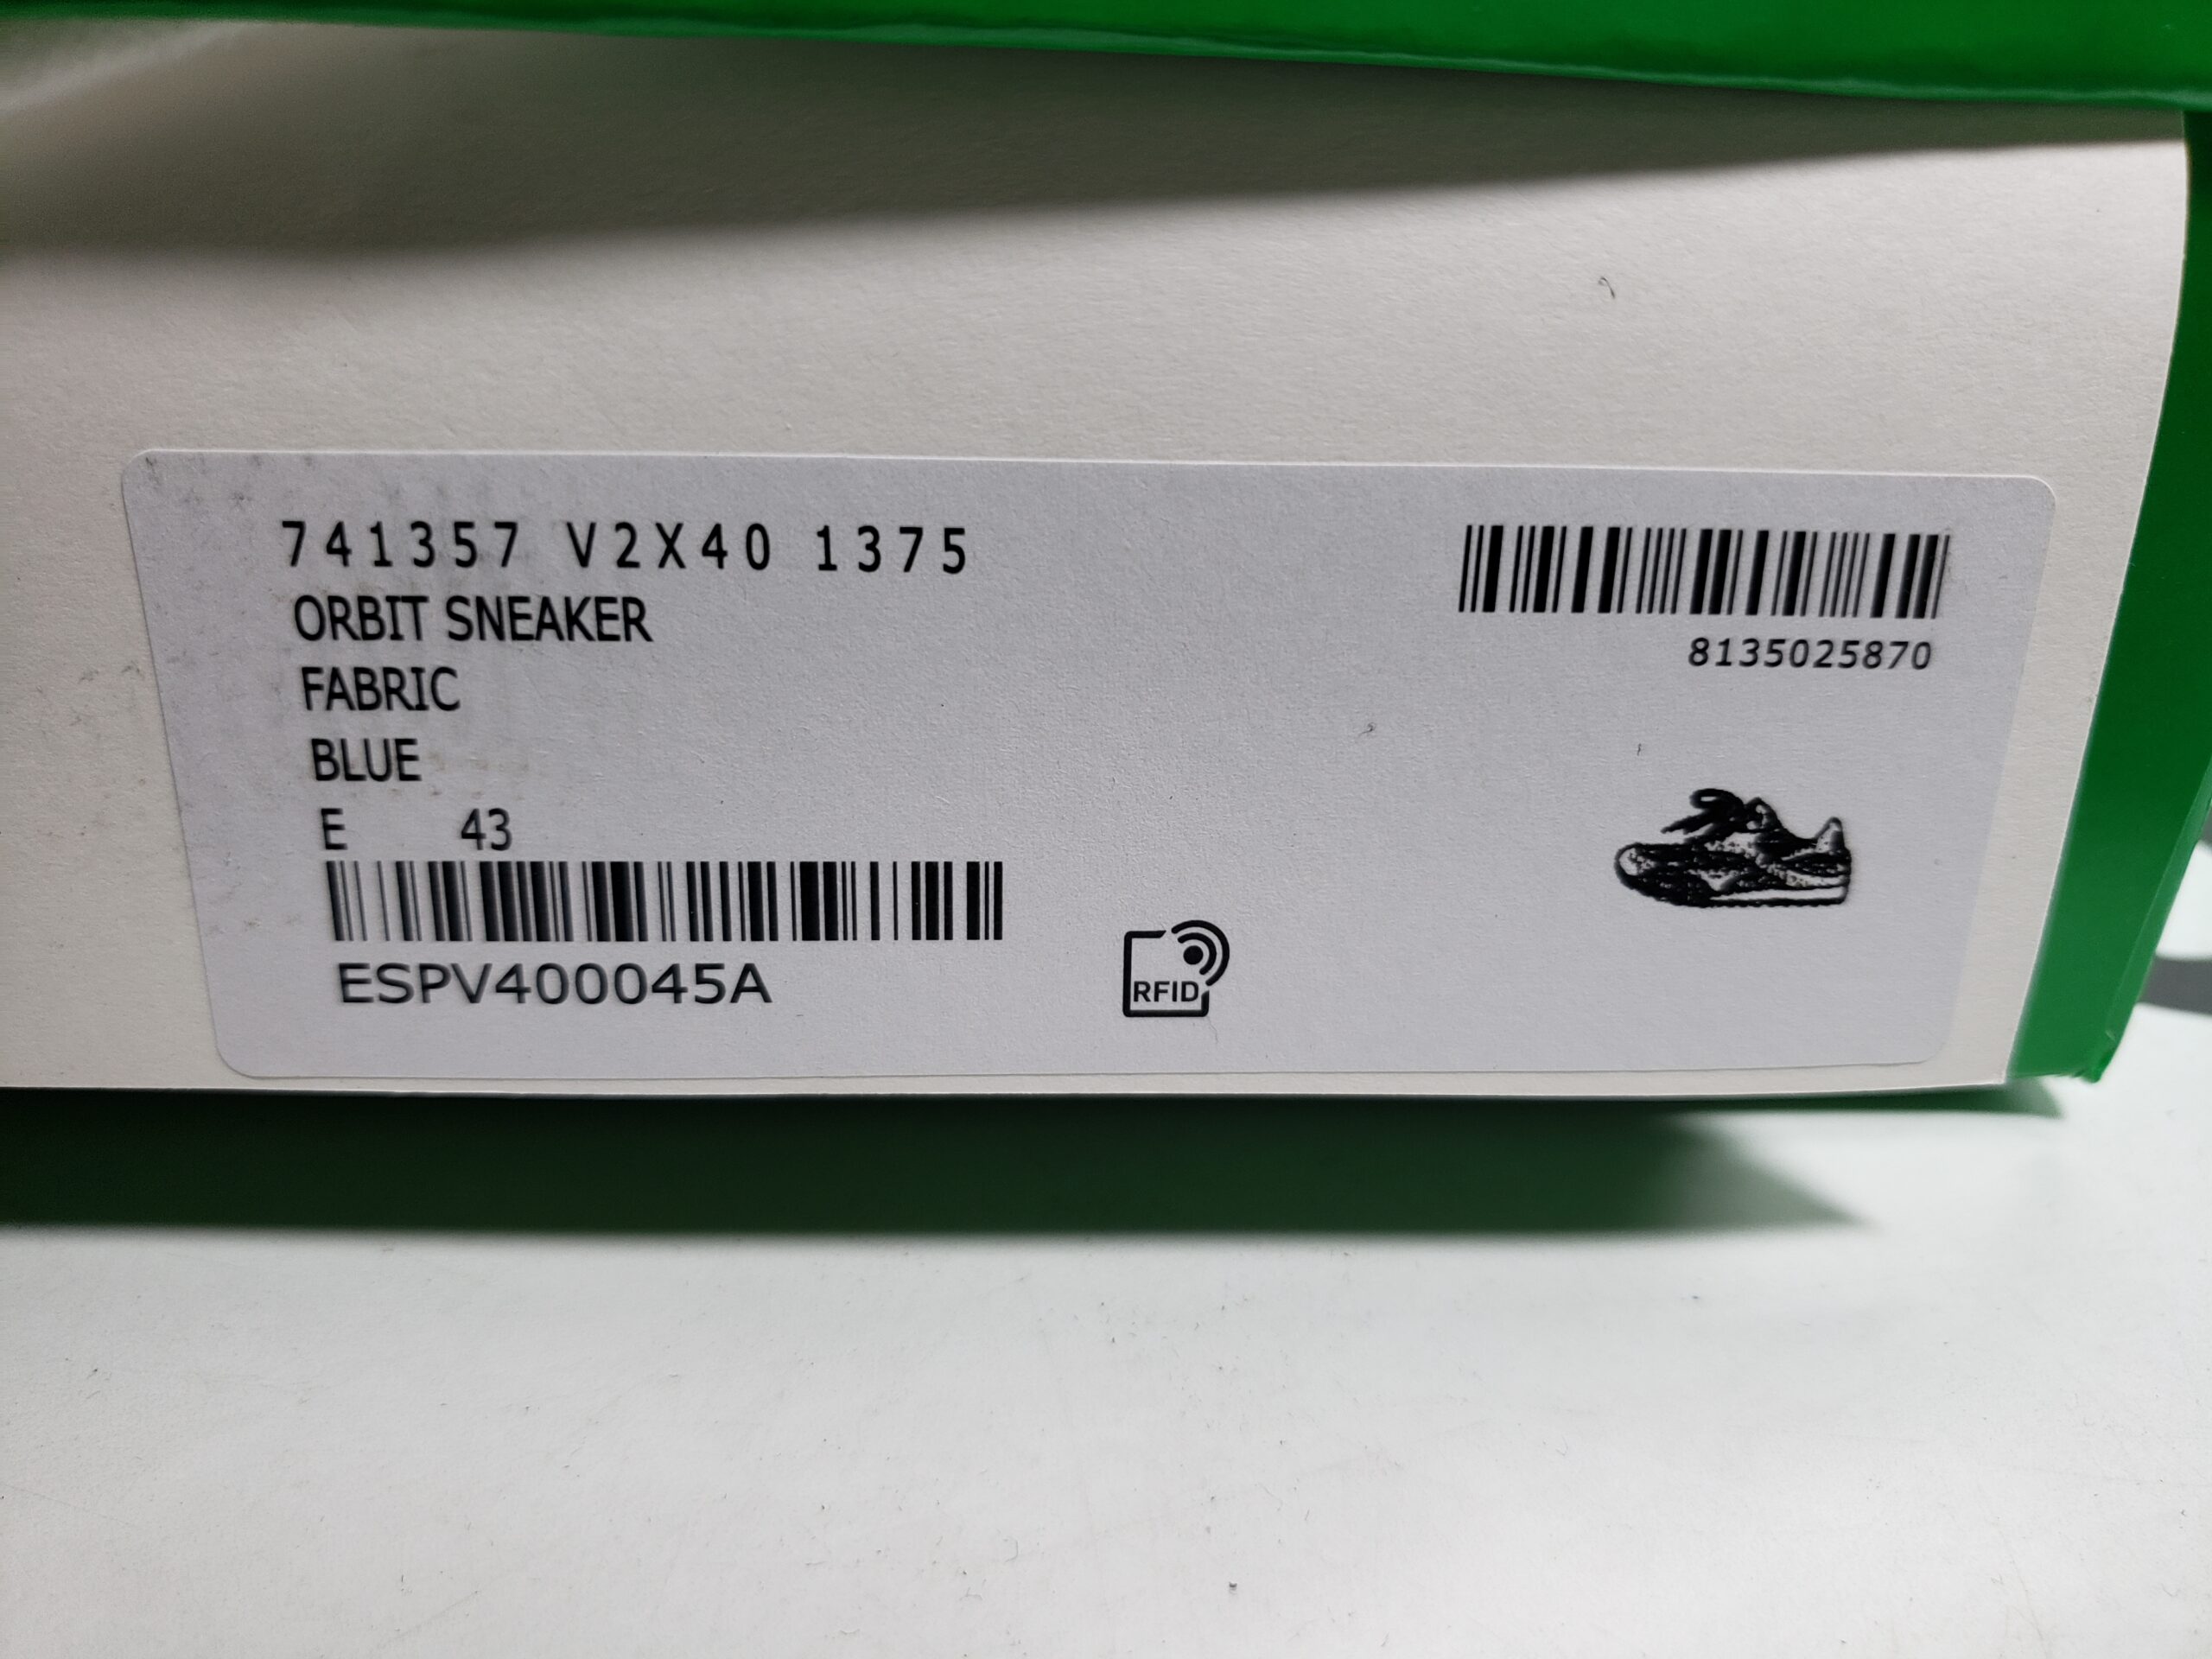 741357 V2X40 1375
ORBIT SNEAKER
FABRIC
BLUE
E 43
ESPV400045A
8135025870
RFID